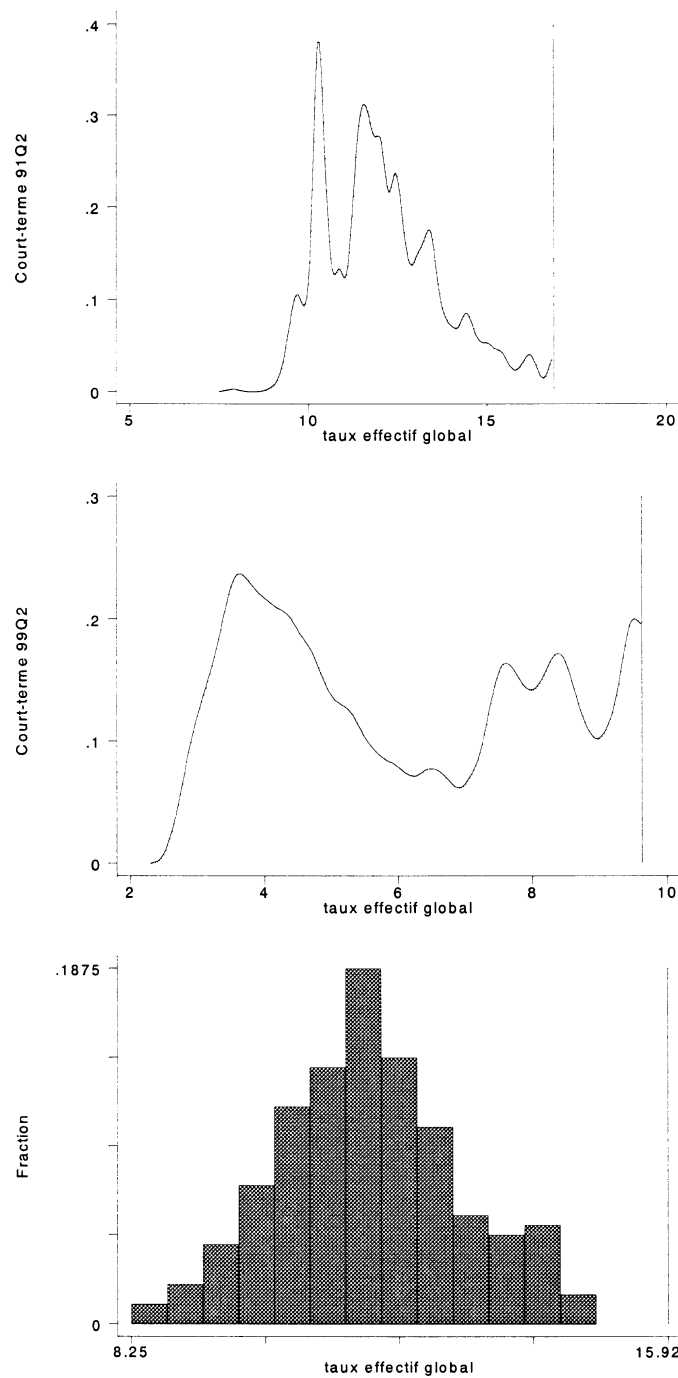 .4
.3
.2
.1
0
Court-terme 91Q2
5 10 15 20
taux effectif global
.3
.2
.1
0
Court-terme 99Q2
2 4 6 8 10
taux effectif global
.1875
0
Fraction
8.25 15.92
taux effectif global